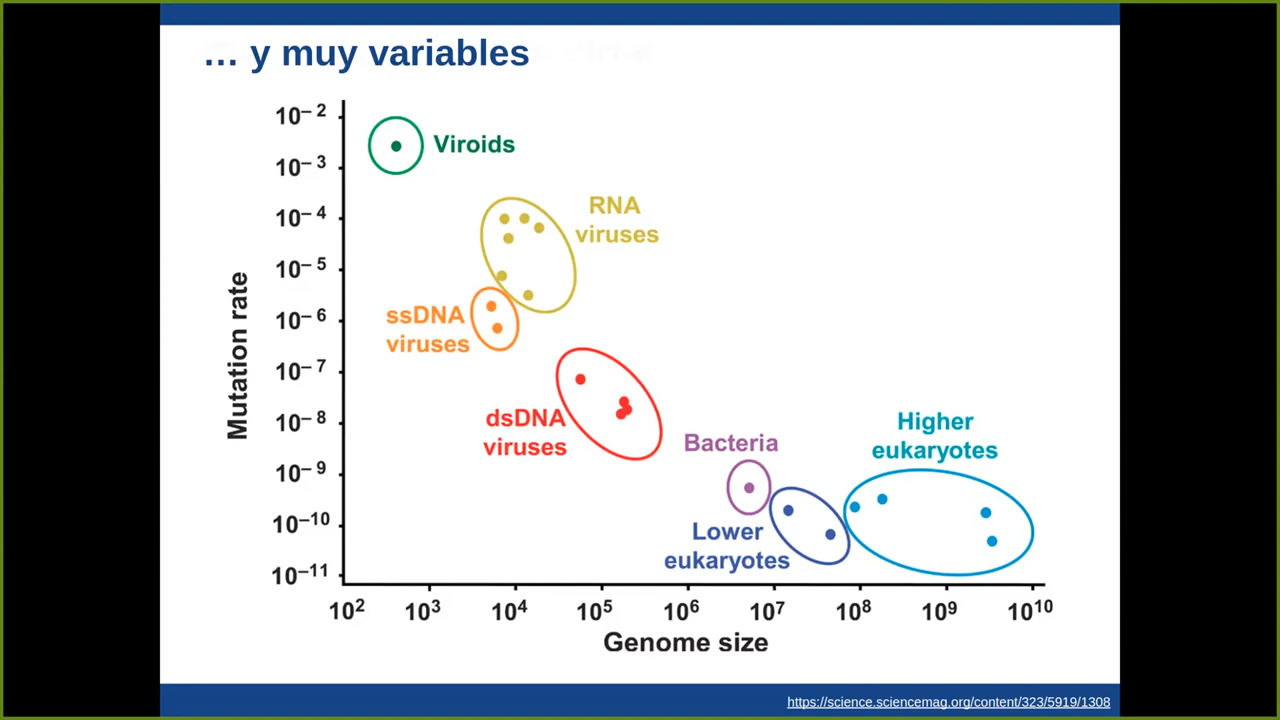 … y muy variables
10⁻²
Viroids
10⁻³
RNA
viruses
10⁻⁴
10⁻⁵
ssDNA
viruses
10⁻⁶
10⁻⁷
dsDNA
viruses
10⁻⁸
Bacteria
Higher
eukaryotes
10⁻⁹
10⁻¹⁰
Lower
eukaryotes
10⁻¹¹
Mutation rate
10² 10³ 10⁴ 10⁵ 10⁶ 10⁷ 10⁸ 10⁹ 10¹⁰
Genome size
https://science.sciencemag.org/content/323/5919/1308